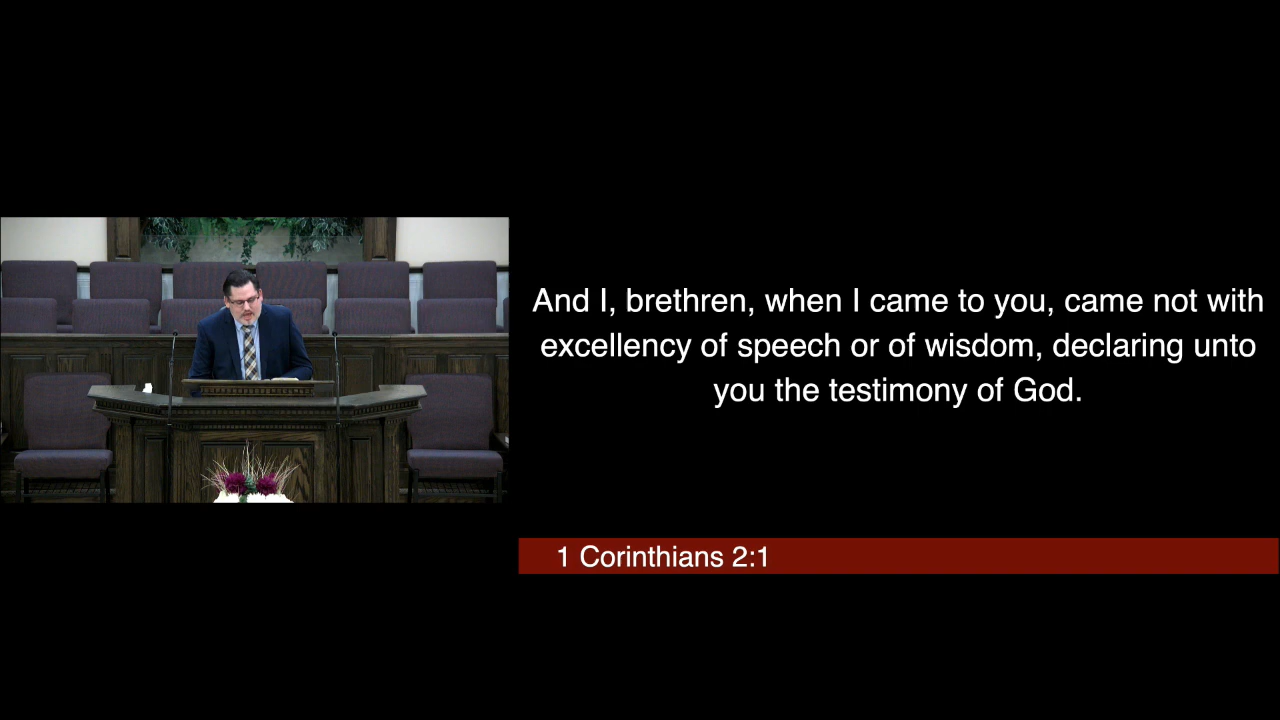 And I, brethren, when I came to you, came not with
excellency of speech or of wisdom, declaring unto
you the testimony of God.
1 Corinthians 2:1